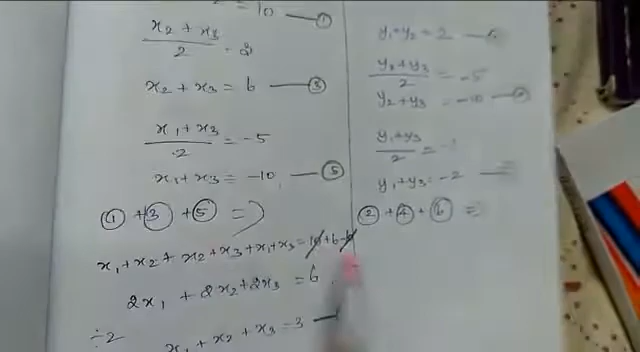 = 10 —— ①
x₂ + x₃ / 2 = 3
x₂ + x₃ = 6 —— ③
x₁ + x₃ / 2 = -5
x₁ + x₃ = -10 —— ⑤
① + ③ + ⑤ =>
x₁ + x₂ + x₂ + x₃ + x₁ + x₃ = 10 + 6 - 10
2x₁ + 2x₂ + 2x₃ = 6
÷2 x₁ + x₂ + x₃ = 3 —
y₁ + y₂ = 2
y₂ + y₃ / 2 = -5
y₂ + y₃ = -10 ——
y₁ + y₃ / 2 = -1
y₁ + y₃ = -2 ——
② + ④ + ⑥ =>